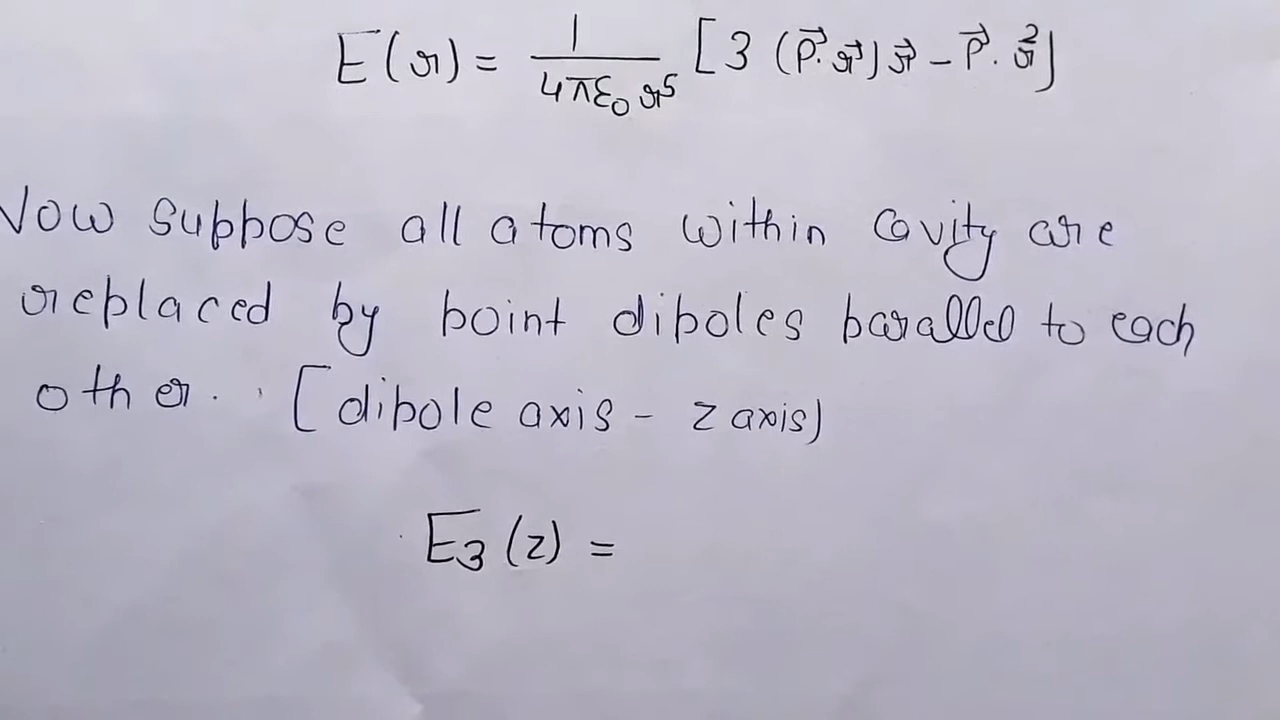 E(r) = 1/4πε₀r⁵ [3 (p⃗.r⃗) r⃗ - p⃗.r²]
Now suppose all atoms within cavity are
replaced by point dipoles parallel to each
other. [dipole axis - z axis)
E₃(z) =